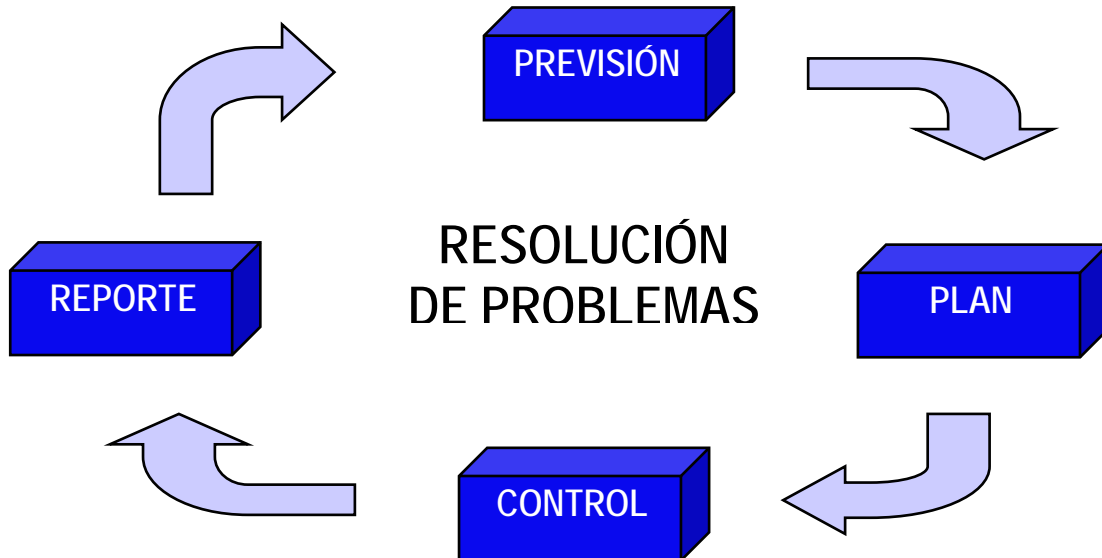 PREVISIÓN
RESOLUCIÓN
DE PROBLEMAS
REPORTE
PLAN
CONTROL